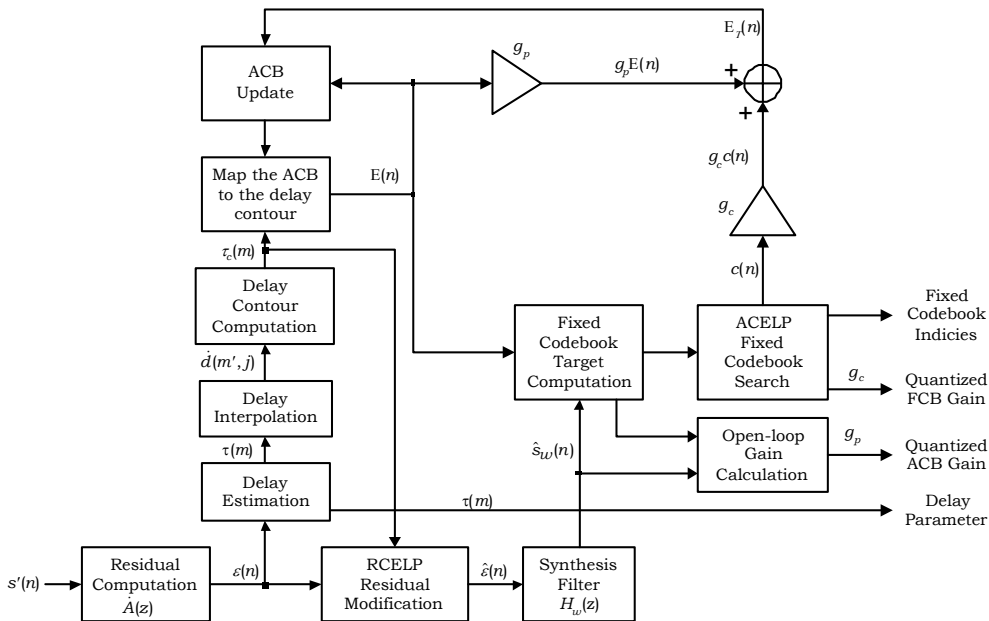 E_T(n)
g_p
g_pE(n)
+
+
ACB
Update
Map the ACB
to the delay
contour
E(n)
g_c c(n)
g_c
τ_c(m)
c(n)
Delay
Contour
Computation
Fixed
Codebook
Target
Computation
ACELP
Fixed
Codebook
Search
Fixed
Codebook
Indicies
g_c
Quantized
FCB Gain
ḋ(m', j)
Delay
Interpolation
τ(m)
ŝ_W(n)
Open-loop
Gain
Calculation
g_p
Quantized
ACB Gain
Delay
Estimation
τ(m)
Delay
Parameter
s'(n)
Residual
Computation
Ȧ(z)
ε(n)
RCELP
Residual
Modification
ε̂(n)
Synthesis
Filter
H_w(z)